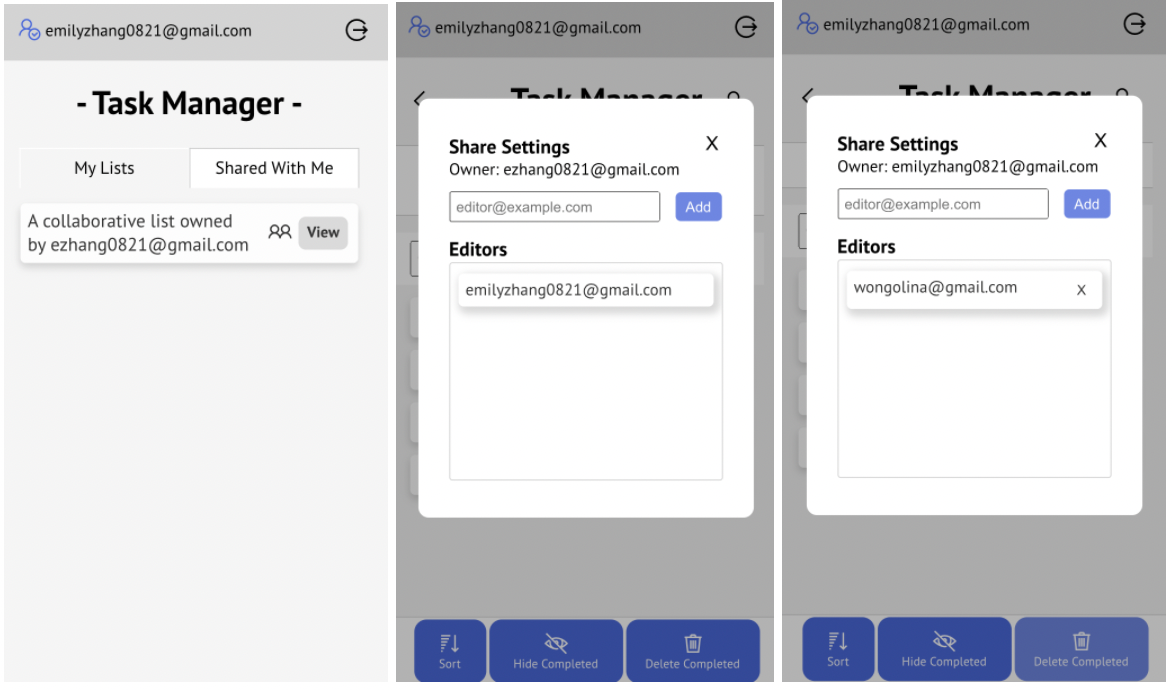 emilyzhang0821@gmail.com
- Task Manager -
My Lists
Shared With Me
A collaborative list owned
by ezhang0821@gmail.com
View
emilyzhang0821@gmail.com
Task Manager
Share Settings
X
Owner: ezhang0821@gmail.com
editor@example.com
Add
Editors
emilyzhang0821@gmail.com
Sort
Hide Completed
Delete Completed
emilyzhang0821@gmail.com
Task Manager
Share Settings
X
Owner: emilyzhang0821@gmail.com
editor@example.com
Add
Editors
wongolina@gmail.com
X
Sort
Hide Completed
Delete Completed